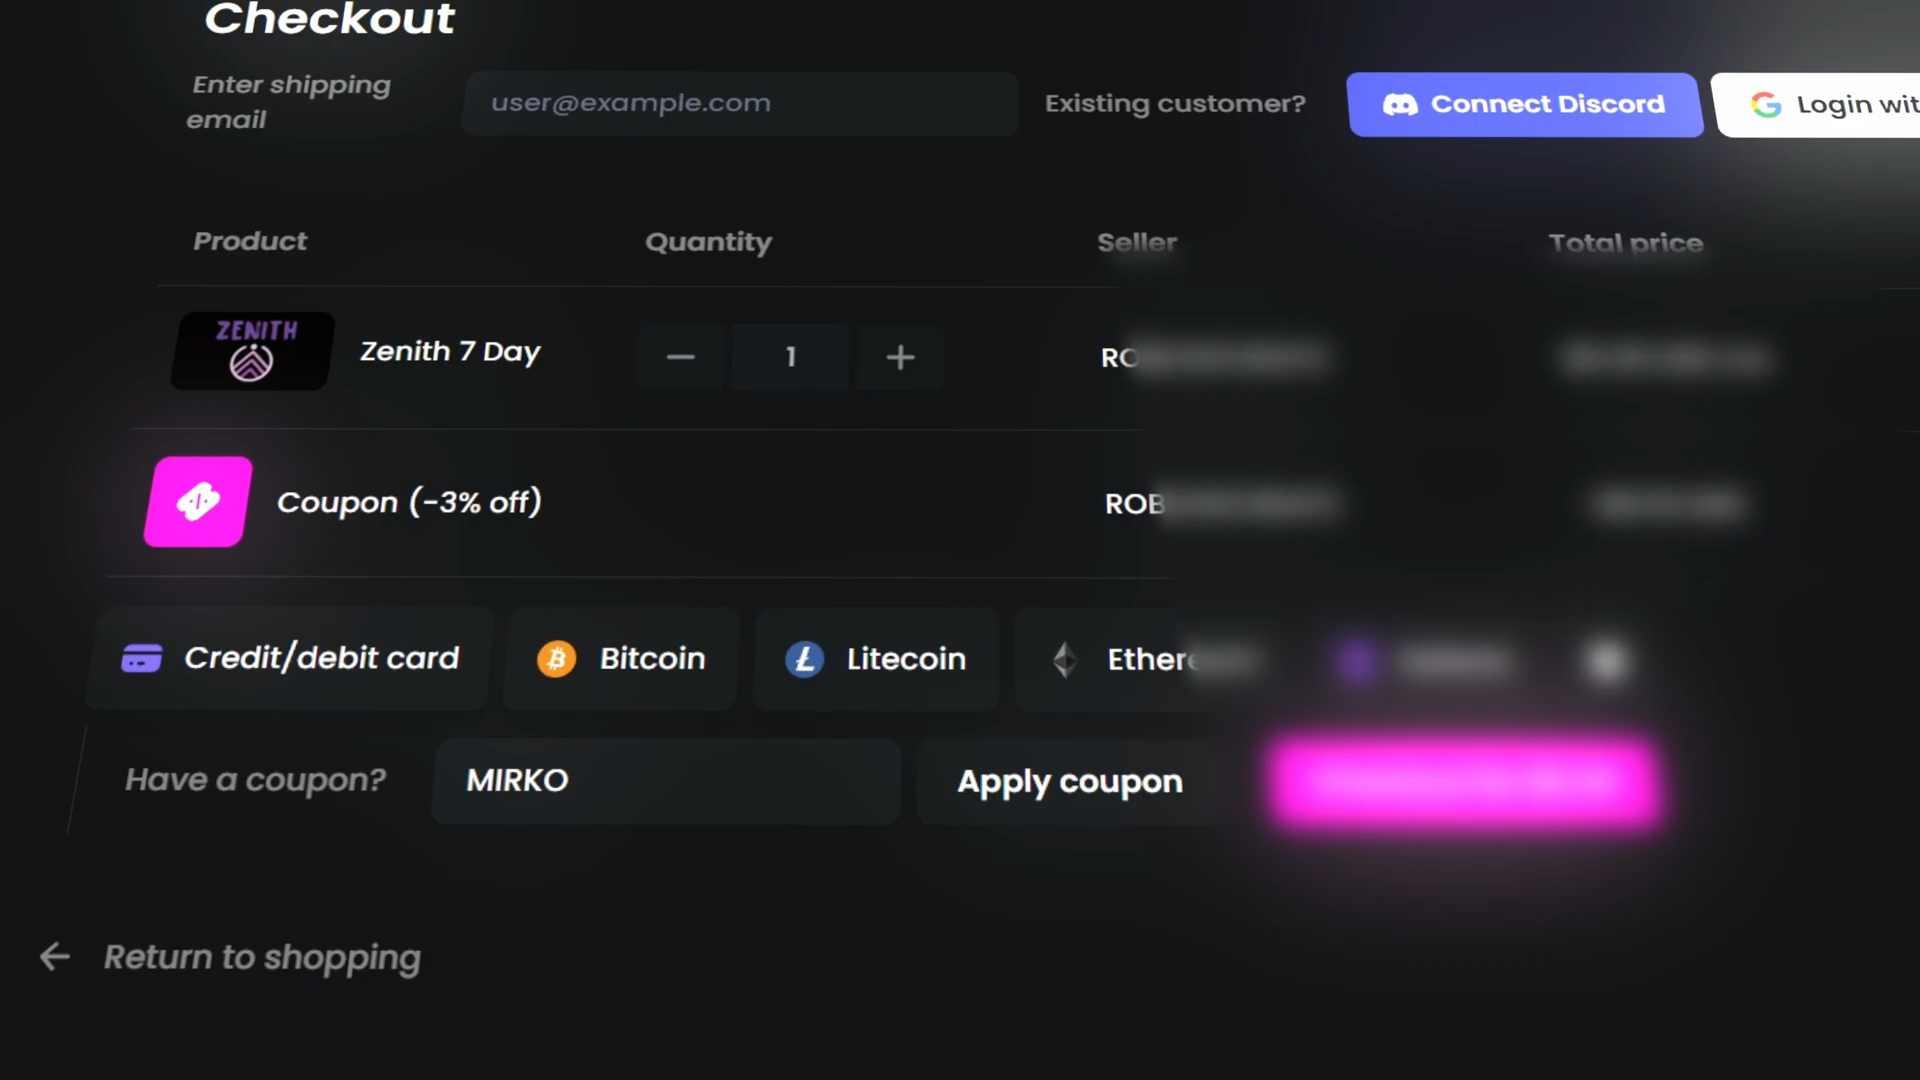 Checkout
Enter shipping
email
user@example.com
Existing customer?
Connect Discord
Login wit
Product
Quantity
Seller
Total price
ZENITH
Zenith 7 Day
1
RO
Coupon (-3% off)
ROB
Credit/debit card
Bitcoin
Litecoin
Ether
Have a coupon?
MIRKO
Apply coupon
Return to shopping